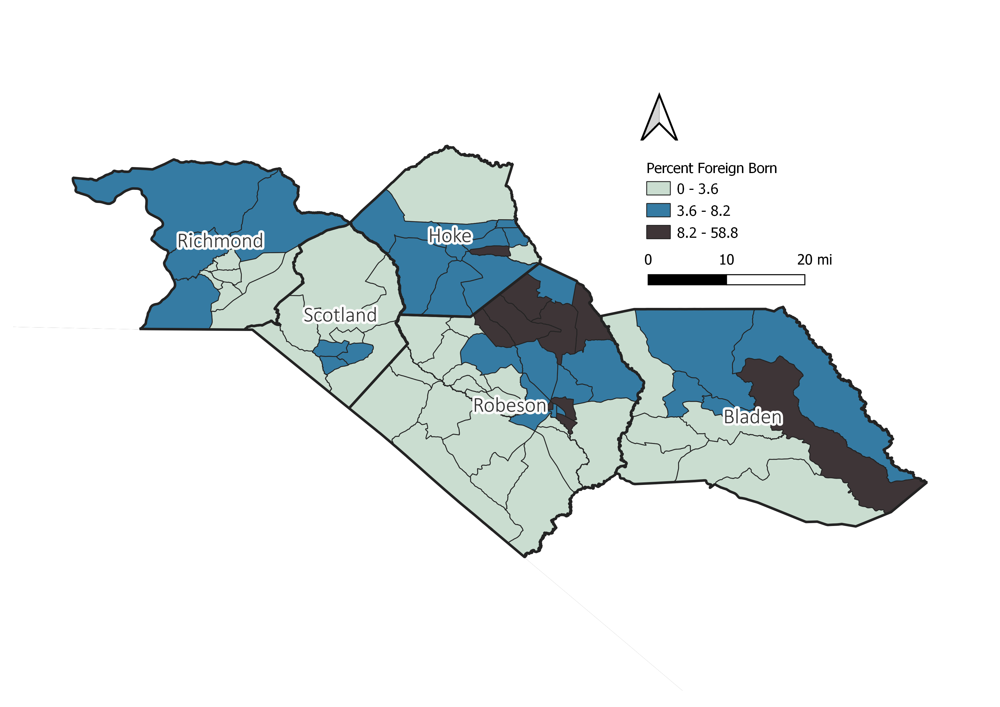 Percent Foreign Born
0 - 3.6
3.6 - 8.2
8.2 - 58.8
0 10 20 mi
Richmond
Hoke
Scotland
Robeson
Bladen